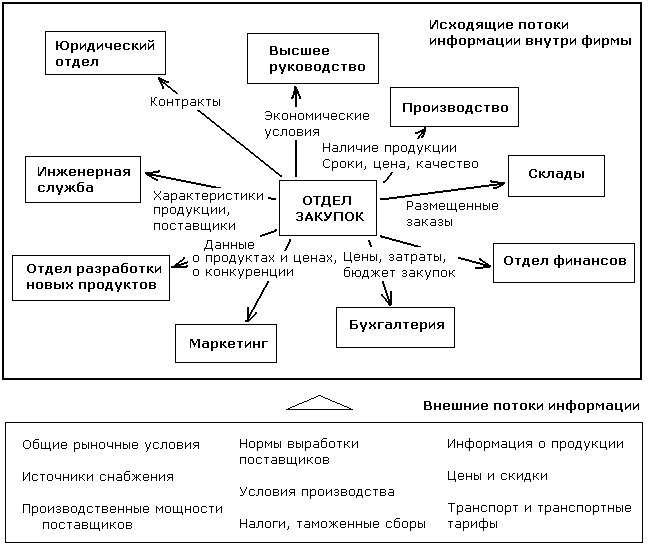 Исходящие потоки
информации внутри фирмы
Юридический
отдел
Высшее
руководство
Производство
Контракты
Экономические
условия
Наличие продукции
Сроки, цена, качество
Инженерная
служба
Склады
Характеристики
продукции,
поставщики
ОТДЕЛ
ЗАКУПОК
Размещенные
заказы
Данные
о продуктах и ценах,
о конкуренции
Цены, затраты,
бюджет закупок
Отдел разработки
новых продуктов
Отдел финансов
Маркетинг
Бухгалтерия
Внешние потоки информации
Общие рыночные условия
Источники снабжения
Производственные мощности
поставщиков
Нормы выработки
поставщиков
Условия производства
Налоги, таможенные сборы
Информация о продукции
Цены и скидки
Транспорт и транспортные
тарифы